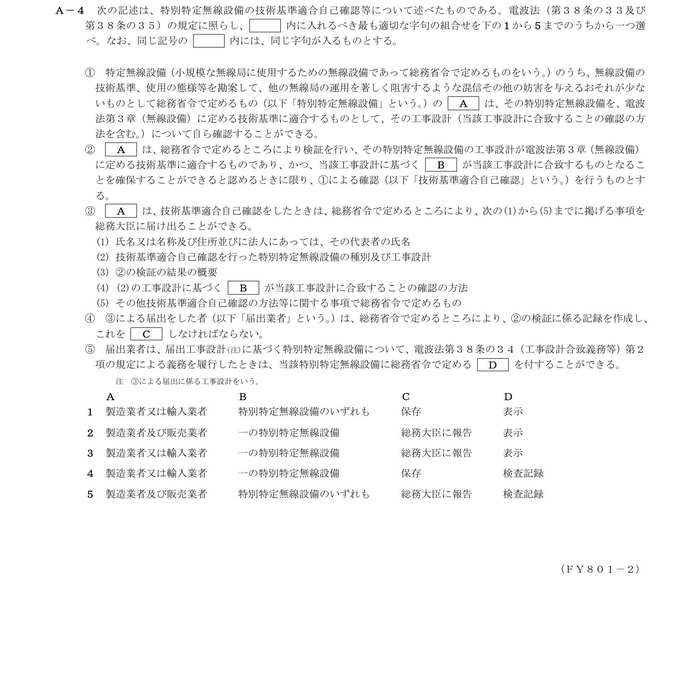 A－4　次の記述は、特別特定無線設備の技術基準適合自己確認等について述べたものである。電波法（第３８条の３３及び
第３８条の３５）の規定に照らし、　　内に入れるべき最も適切な字句の組合せを下の1から5までのうちから一つ選
べ。なお、同じ記号の　　内には、同じ字句が入るものとする。
①　特定無線設備（小規模な無線局に使用するための無線設備であって総務省令で定めるものをいう。）のうち、無線設備の
技術基準、使用の態様等を勘案して、他の無線局の運用を著しく阻害するような混信その他の妨害を与えるおそれが少な
いものとして総務省令で定めるもの（以下「特別特定無線設備」という。）の A は、その特別特定無線設備を、電波
法第３章（無線設備）に定める技術基準に適合するものとして、その工事設計（当該工事設計に合致することの確認の方
法を含む。）について自ら確認することができる。
② A は、総務省令で定めるところにより検証を行い、その特別特定無線設備の工事設計が電波法第３章（無線設備）
に定める技術基準に適合するものであり、かつ、当該工事設計に基づく B が当該工事設計に合致するものとなるこ
とを確保することができると認めるときに限り、①による確認（以下「技術基準適合自己確認」という。）を行うものとす
る。
③ A は、技術基準適合自己確認をしたときは、総務省令で定めるところにより、次の(1)から(5)までに掲げる事項を
総務大臣に届け出ることができる。
(1) 氏名又は名称及び住所並びに法人にあっては、その代表者の氏名
(2) 技術基準適合自己確認を行った特別特定無線設備の種別及び工事設計
(3) ②の検証の結果の概要
(4) (2)の工事設計に基づく B が当該工事設計に合致することの確認の方法
(5) その他技術基準適合自己確認の方法等に関する事項で総務省令で定めるもの
④　③による届出をした者（以下「届出業者」という。）は、総務省令で定めるところにより、②の検証に係る記録を作成し、
これを C しなければならない。
⑤　届出業者は、届出工事設計(注)に基づく特別特定無線設備について、電波法第３８条の３４（工事設計合致義務等）第２
項の規定による義務を履行したときは、当該特別特定無線設備に総務省令で定める D を付することができる。
注　③による届出に係る工事設計をいう。
A B C D
1 製造業者又は輸入業者 特別特定無線設備のいずれも 保存 表示
2 製造業者及び販売業者 一の特別特定無線設備 総務大臣に報告 表示
3 製造業者又は輸入業者 一の特別特定無線設備 総務大臣に報告 表示
4 製造業者又は輸入業者 一の特別特定無線設備 保存 検査記録
5 製造業者及び販売業者 特別特定無線設備のいずれも 総務大臣に報告 検査記録
（ＦＹ８０１－２）